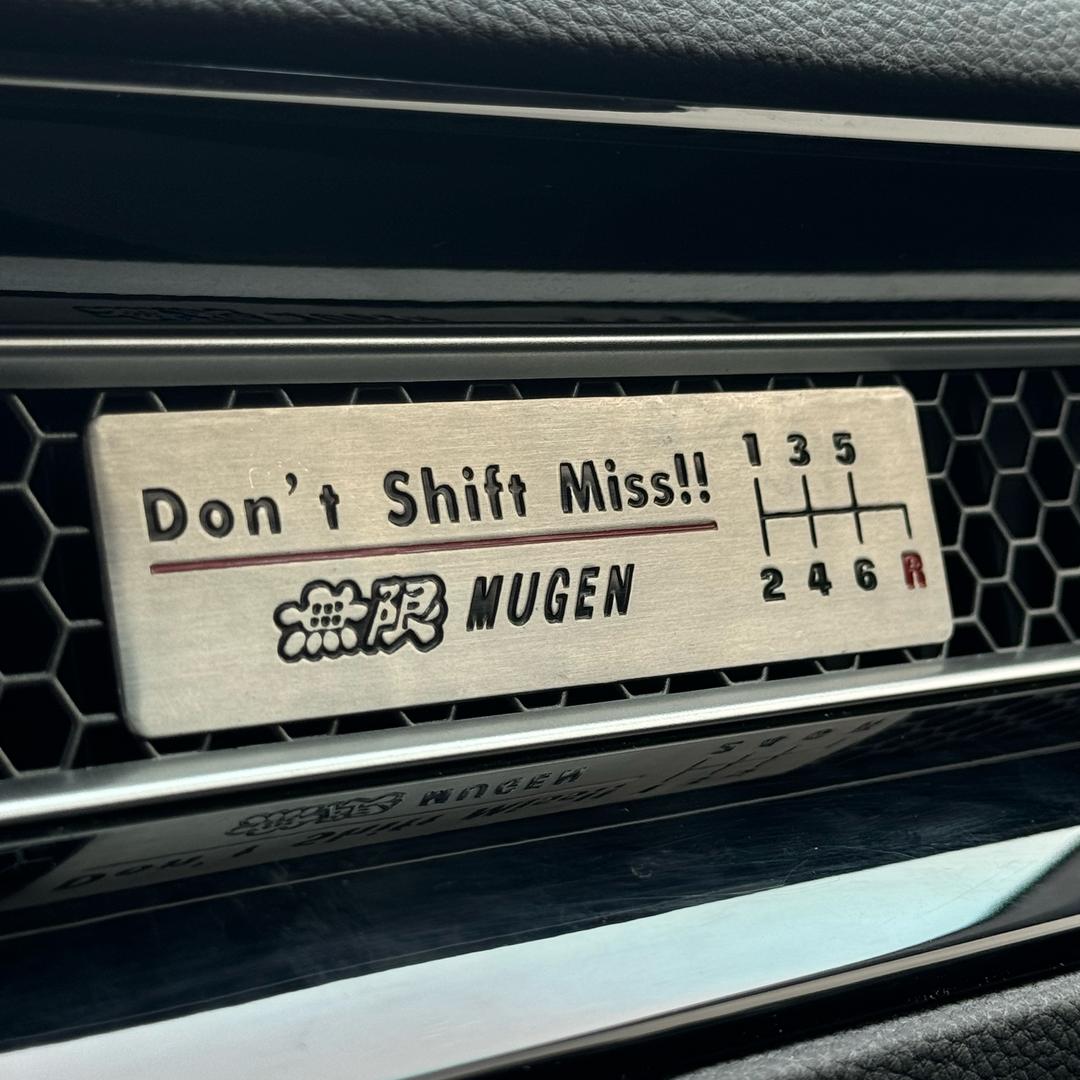 Don't Shift Miss!!
無限 MUGEN
1 3 5
2 4 6 R